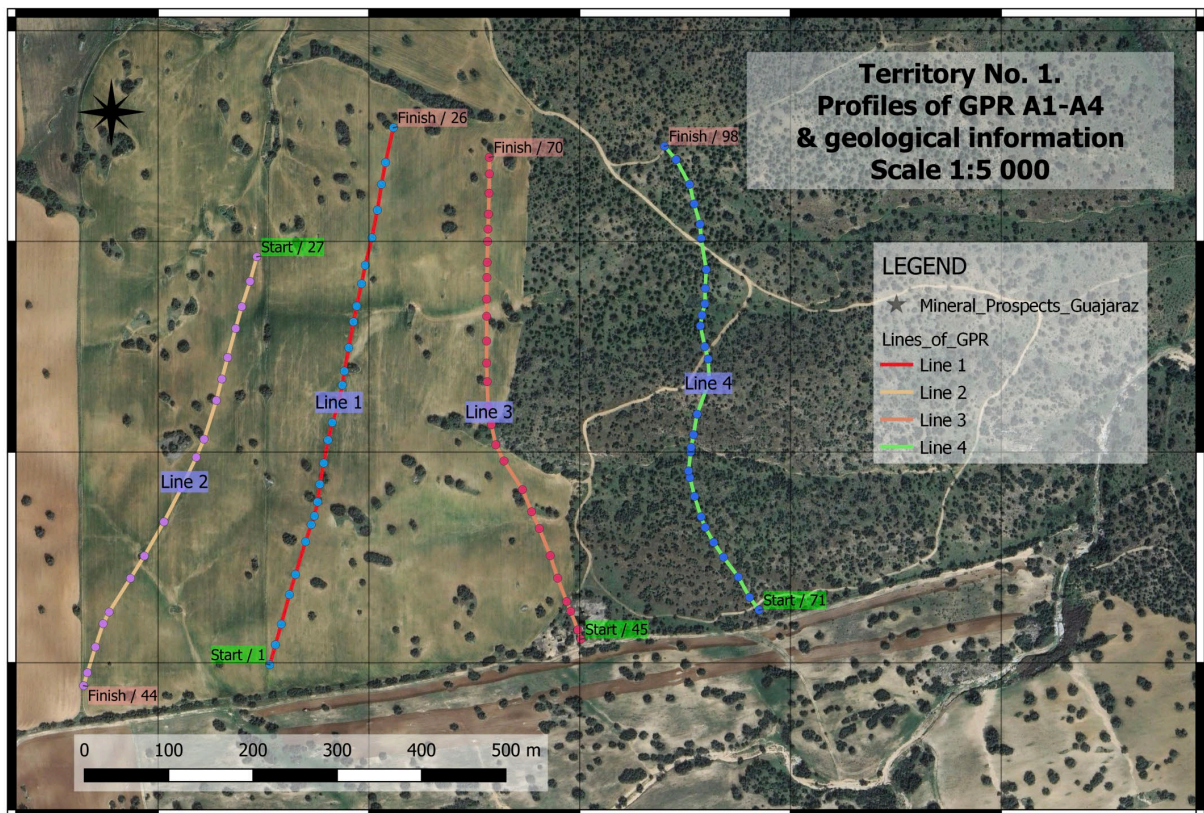 Territory No. 1.
Profiles of GPR A1-A4
& geological information
Scale 1:5 000
Finish / 26
Finish / 70
Finish / 98
Start / 27
LEGEND
Mineral_Prospects_Guajaraz
Lines_of_GPR
Line 1
Line 2
Line 3
Line 4
Line 4
Line 1
Line 3
Line 2
Start / 71
Start / 45
Start / 1
Finish / 44
0 100 200 300 400 500 m